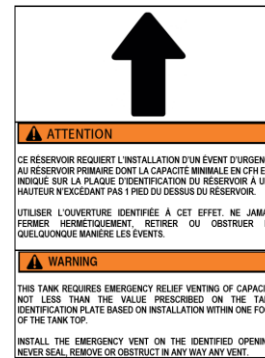 ATTENTION
CE RÉSERVOIR REQUIERT L'INSTALLATION D'UN ÉVENT D'URGEN
AU RÉSERVOIR PRIMAIRE DONT LA CAPACITÉ MINIMALE EN CFH E
INDIQUÉ SUR LA PLAQUE D'IDENTIFICATION DU RÉSERVOIR À U
HAUTEUR N'EXCÉDANT PAS 1 PIED DU DESSUS DU RÉSERVOIR.
UTILISER L'OUVERTURE IDENTIFIÉE À CET EFFET. NE JAMA
FERMER HERMÉTIQUEMENT, RETIRER OU OBSTRUER
QUELQUONQUE MANIÈRE LES ÉVENTS.
WARNING
THIS TANK REQUIRES EMERGENCY RELIEF VENTING OF CAPACI
NOT LESS THAN THE VALUE PRESCRIBED ON THE TA
IDENTIFICATION PLATE BASED ON INSTALLATION WITHIN ONE FO
OF THE TANK TOP.
INSTALL THE EMERGENCY VENT ON THE IDENTIFIED OPENIN
NEVER SEAL, REMOVE OR OBSTRUCT IN ANY WAY ANY VENT.